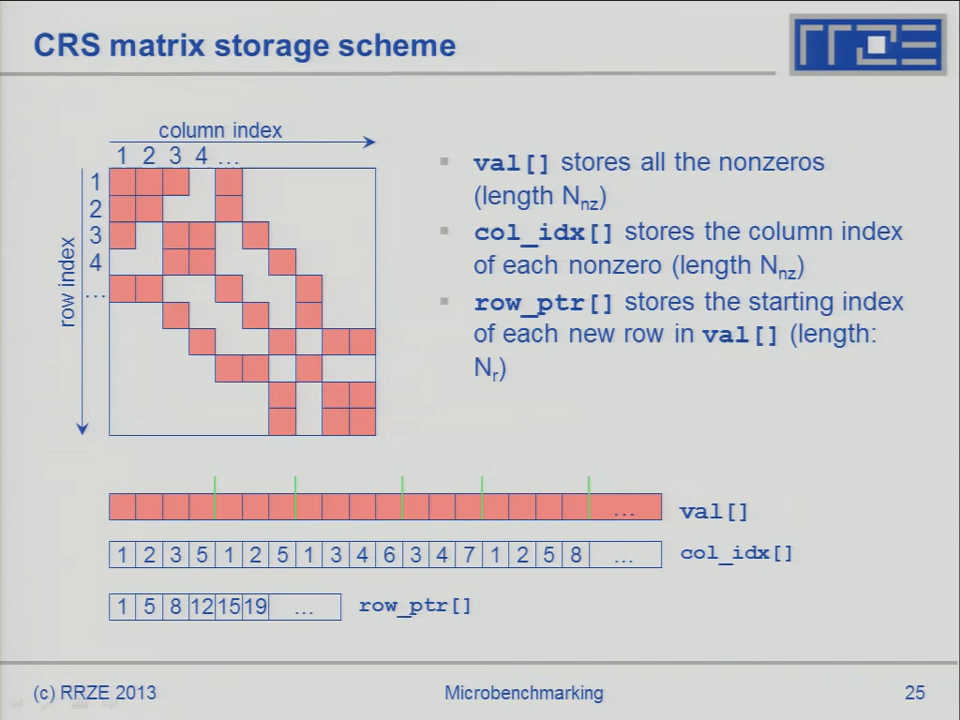 CRS matrix storage scheme
RRZE
column index
1 2 3 4 ...
row index
1
2
3
4
...
val[] stores all the nonzeros
(length Nnz)
col_idx[] stores the column index
of each nonzero (length Nnz)
row_ptr[] stores the starting index
of each new row in val[] (length:
Nr)
... val[]
1 2 3 5 1 2 5 1 3 4 6 3 4 7 1 2 5 8 ... col_idx[]
1 5 8 12 15 19 ... row_ptr[]
(c) RRZE 2013
Microbenchmarking
25